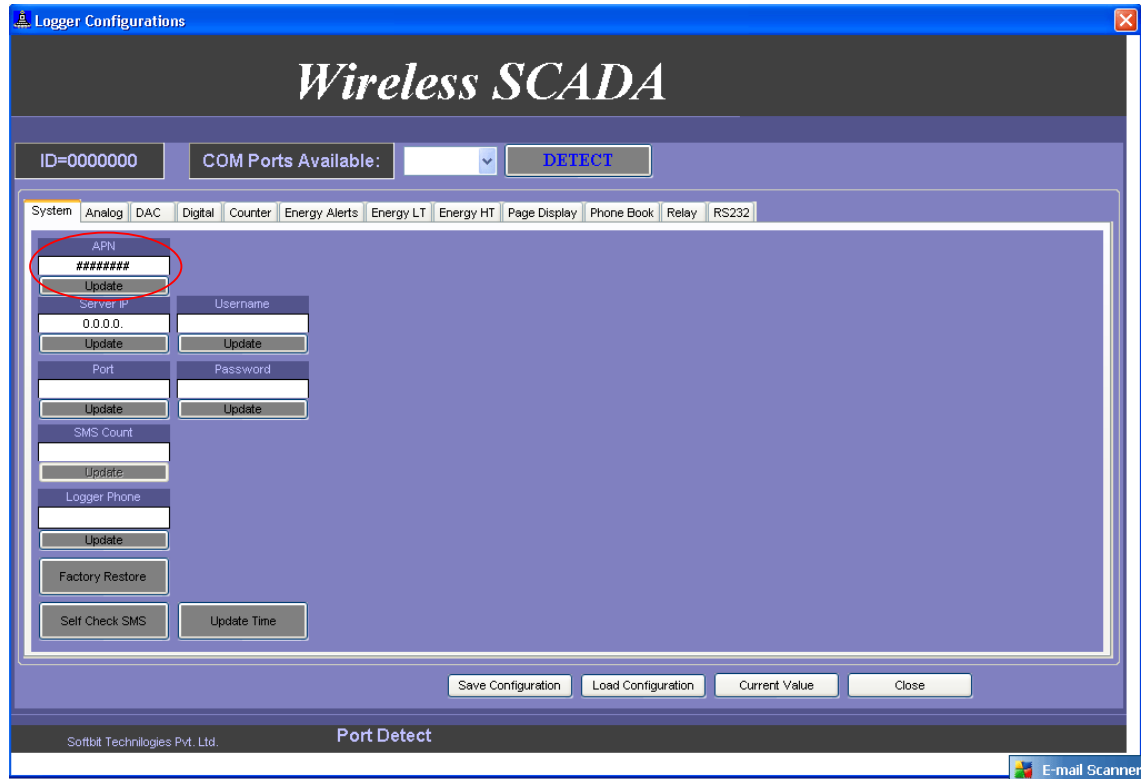 Logger Configurations
Wireless SCADA
ID=0000000 COM Ports Available: DETECT
System Analog DAC Digital Counter Energy Alerts Energy LT Energy HT Page Display Phone Book Relay RS232
APN
########
Update
Server IP Username
0.0.0.0.
Update Update
Port Password
Update Update
SMS Count
Update
Logger Phone
Update
Factory Restore
Self Check SMS Update Time
Save Configuration Load Configuration Current Value Close
Softbit Technilogies Pvt. Ltd. Port Detect
E-mail Scanner